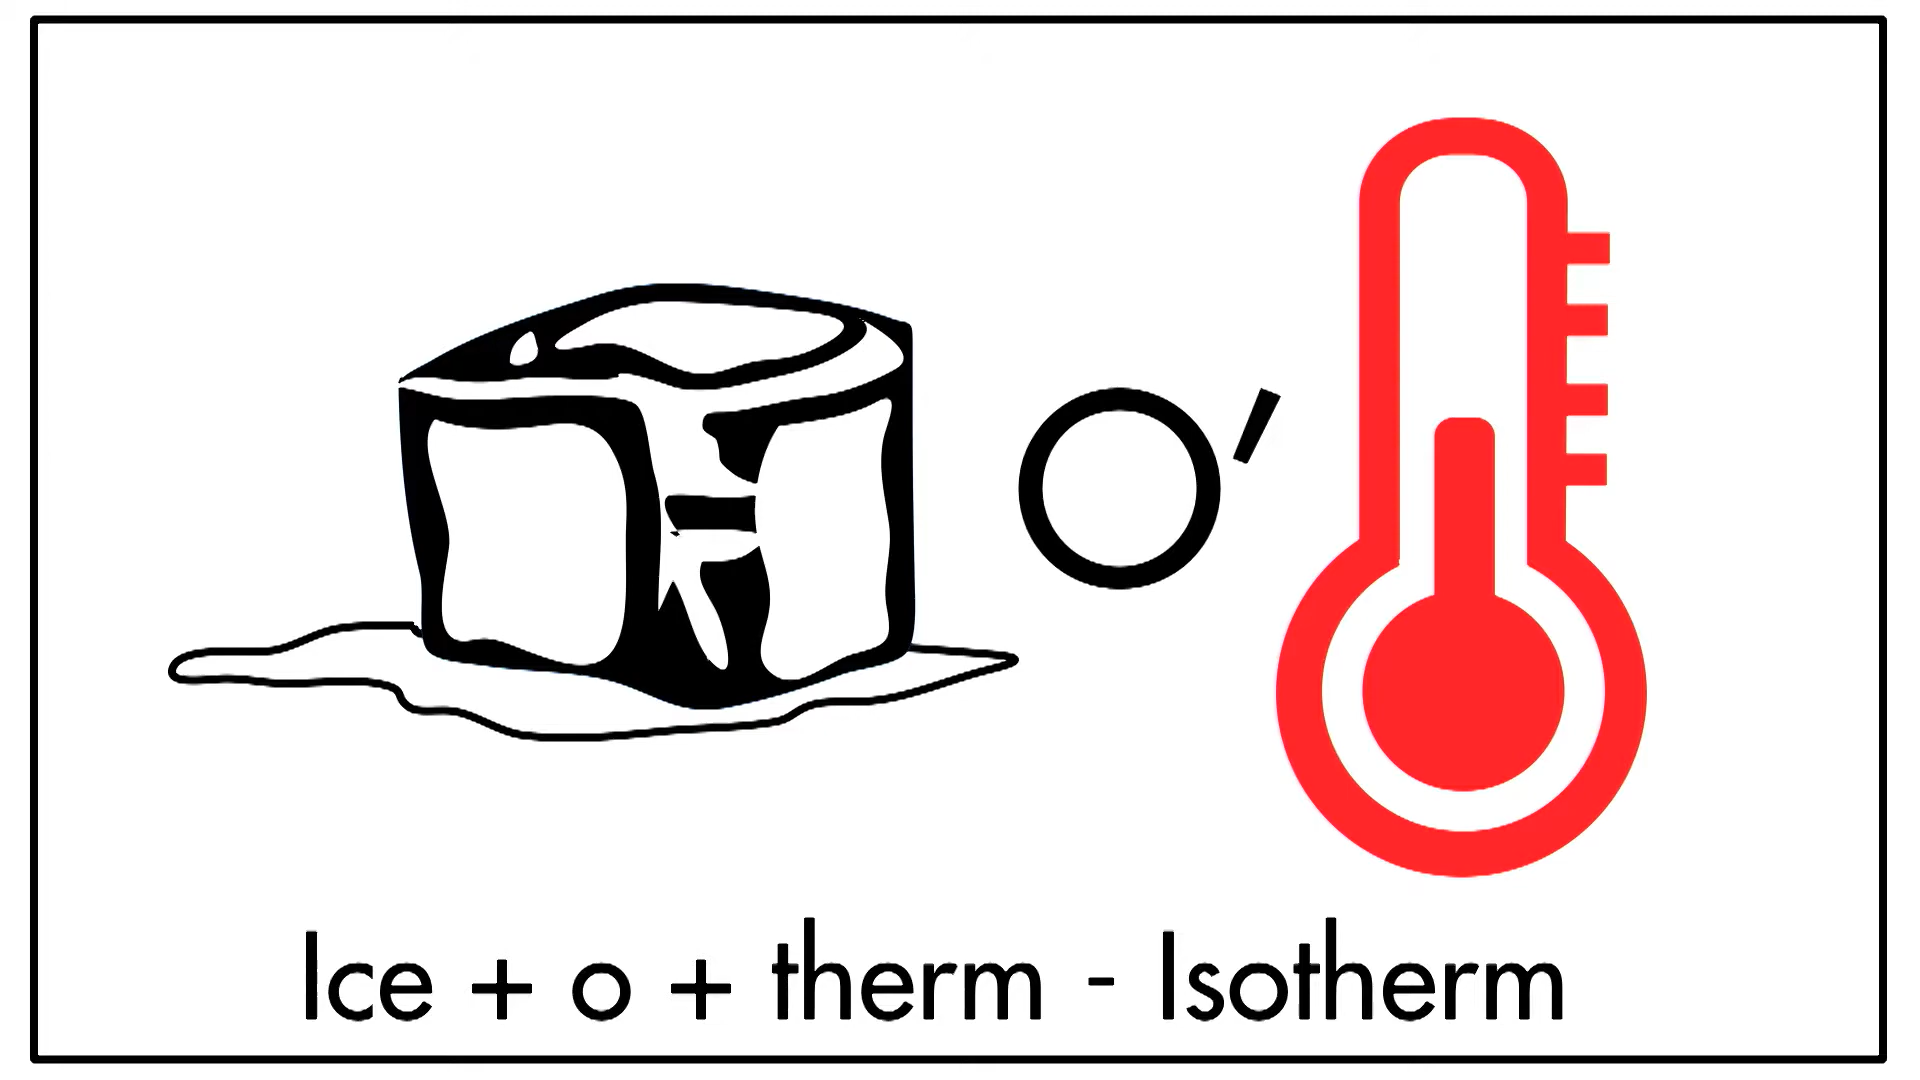 O'
Ice + o + therm - Isotherm